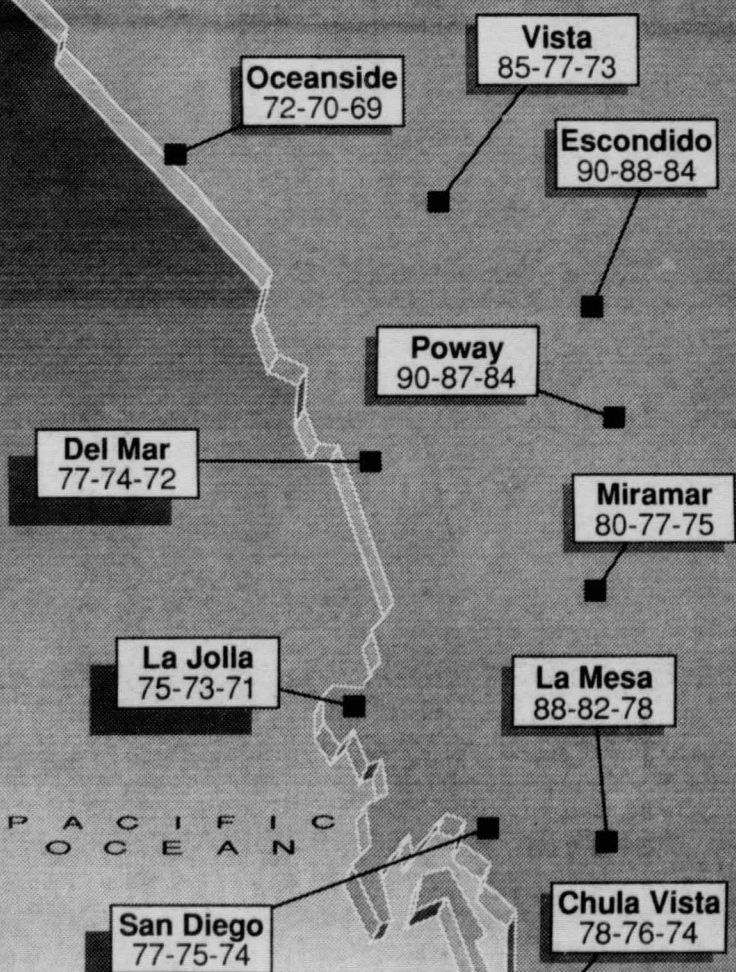 Vista
85-77-73
Oceanside
72-70-69
Escondido
90-88-84
Poway
90-87-84
Del Mar
77-74-72
Miramar
80-77-75
La Jolla
75-73-71
La Mesa
88-82-78
PACIFIC
OCEAN
Chula Vista
78-76-74
San Diego
77-75-74